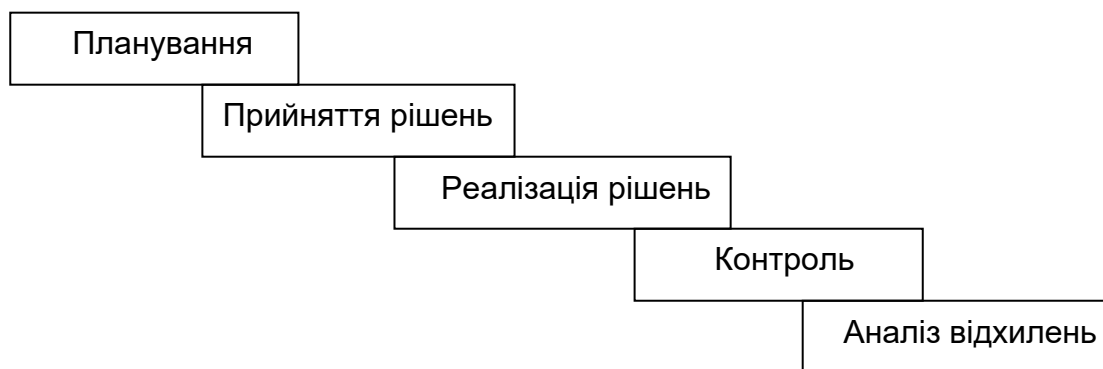 Планування
Прийняття рішень
Реалізація рішень
Контроль
Аналіз відхилень